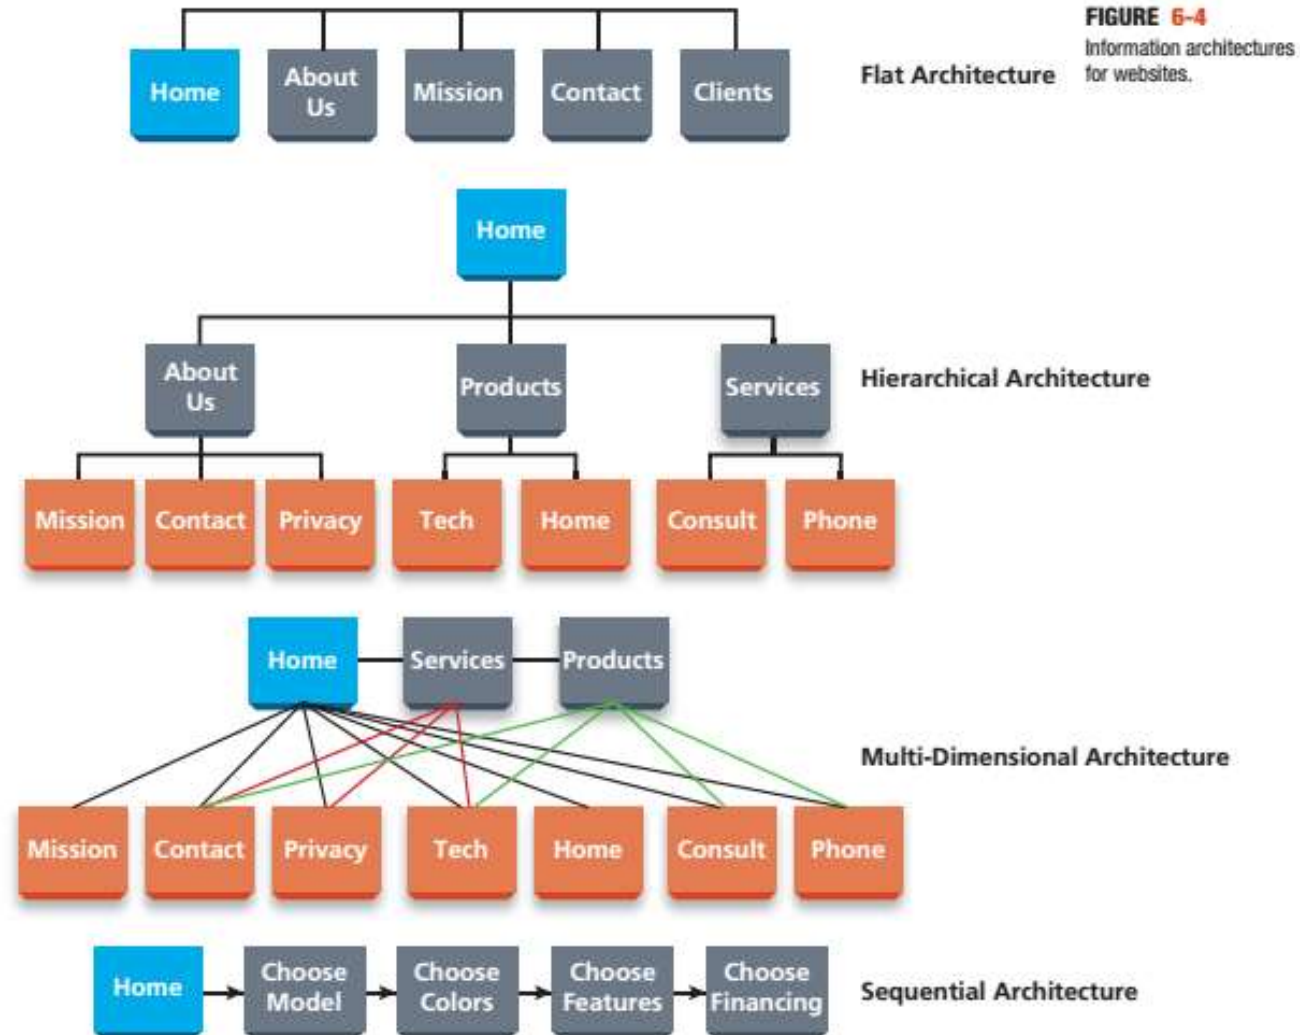 FIGURE 6-4
Information architectures
for websites.
Home
About
Us
Mission
Contact
Clients
Flat Architecture
Home
About
Us
Products
Services
Hierarchical Architecture
Mission
Contact
Privacy
Tech
Home
Consult
Phone
Home
Services
Products
Multi-Dimensional Architecture
Mission
Contact
Privacy
Tech
Home
Consult
Phone
Home
Choose
Model
Choose
Colors
Choose
Features
Choose
Financing
Sequential Architecture